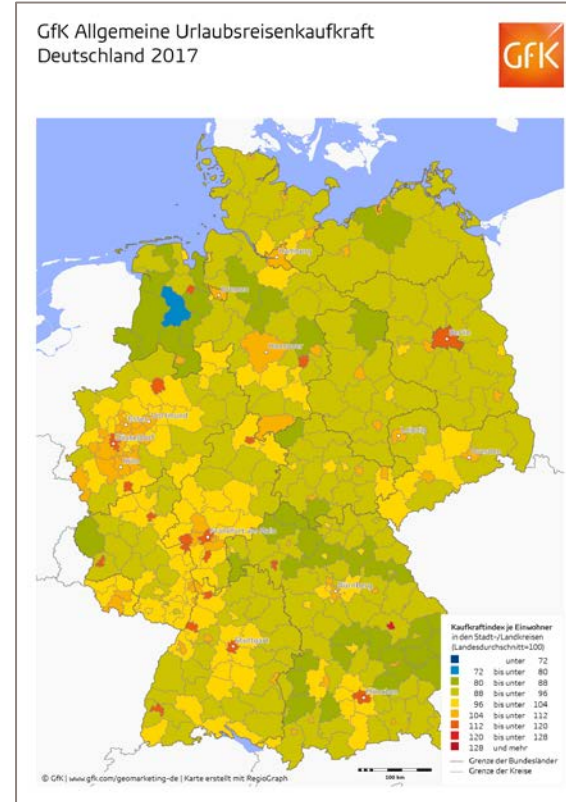 GfK Allgemeine Urlaubsreisenkaufkraft
Deutschland 2017
GfK
Hamburg
Bremen
Hannover
Berlin
Dortmund
Essen
Düsseldorf
Köln
Leipzig
Dresden
Frankfurt am Main
Nürnberg
Stuttgart
München
Kaufkraftindex je Einwohner
in den Stadt-/Landkreisen
(Landesdurchschnitt=100)
unter 72
72 bis unter 80
80 bis unter 88
88 bis unter 96
96 bis unter 104
104 bis unter 112
112 bis unter 120
120 bis unter 128
128 und mehr
Grenze der Bundesländer
Grenze der Kreise
100 km
© GfK | www.gfk.com/geomarketing-de | Karte erstellt mit RegioGraph